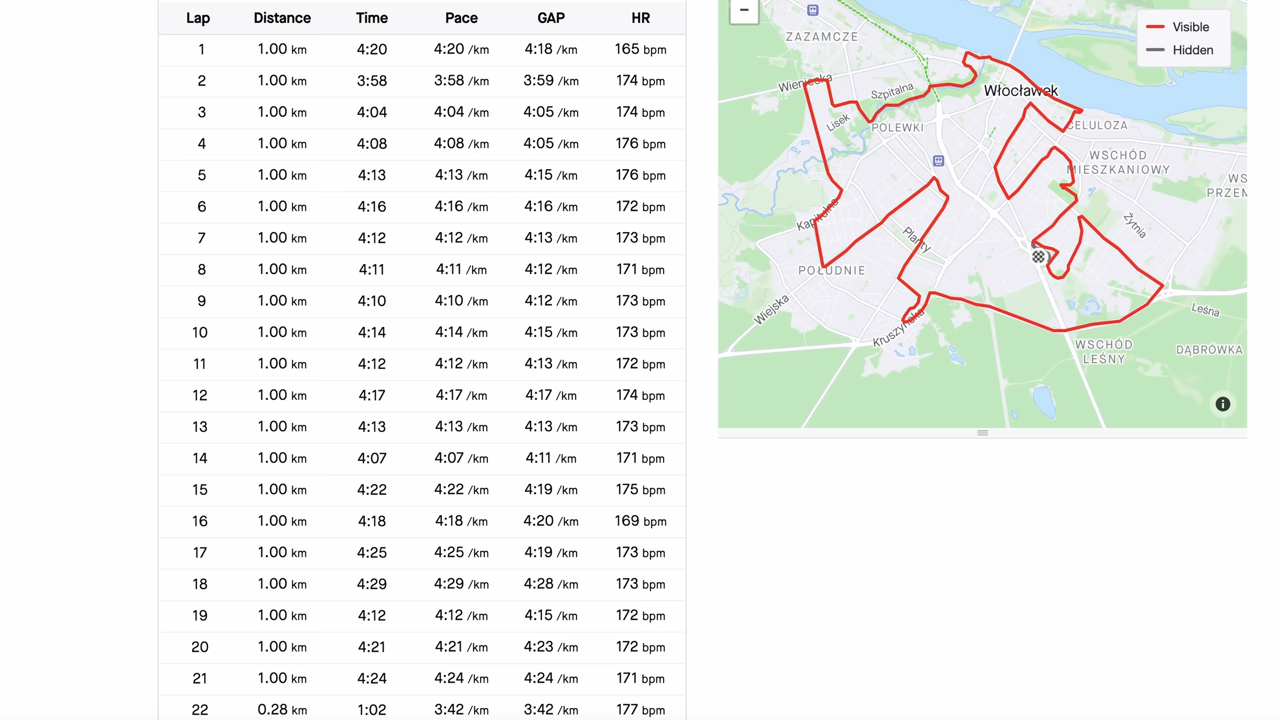 Lap Distance Time Pace GAP HR
1 1.00 km 4:20 4:20 /km 4:18 /km 165 bpm
2 1.00 km 3:58 3:58 /km 3:59 /km 174 bpm
3 1.00 km 4:04 4:04 /km 4:05 /km 174 bpm
4 1.00 km 4:08 4:08 /km 4:05 /km 176 bpm
5 1.00 km 4:13 4:13 /km 4:15 /km 176 bpm
6 1.00 km 4:16 4:16 /km 4:16 /km 172 bpm
7 1.00 km 4:12 4:12 /km 4:13 /km 173 bpm
8 1.00 km 4:11 4:11 /km 4:12 /km 171 bpm
9 1.00 km 4:10 4:10 /km 4:12 /km 173 bpm
10 1.00 km 4:14 4:14 /km 4:15 /km 173 bpm
11 1.00 km 4:12 4:12 /km 4:13 /km 172 bpm
12 1.00 km 4:17 4:17 /km 4:17 /km 174 bpm
13 1.00 km 4:13 4:13 /km 4:13 /km 173 bpm
14 1.00 km 4:07 4:07 /km 4:11 /km 171 bpm
15 1.00 km 4:22 4:22 /km 4:19 /km 175 bpm
16 1.00 km 4:18 4:18 /km 4:20 /km 169 bpm
17 1.00 km 4:25 4:25 /km 4:19 /km 173 bpm
18 1.00 km 4:29 4:29 /km 4:28 /km 173 bpm
19 1.00 km 4:12 4:12 /km 4:15 /km 172 bpm
20 1.00 km 4:21 4:21 /km 4:23 /km 172 bpm
21 1.00 km 4:24 4:24 /km 4:24 /km 171 bpm
22 0.28 km 1:02 3:42 /km 3:42 /km 177 bpm
−
Visible
Hidden
ZAZAMCZE
Wieniecka
Szpitalna
Włocławek
Lisek
POLEWKI
CELULOZA
WSCHÓD
MIESZKANIOWY
WS
PRZEM
Kapitulna
Planty
Żytnia
POŁUDNIE
Wiejska
Kruszyńska
Leśna
WSCHÓD
LEŚNY
DĄBRÓWKA
i